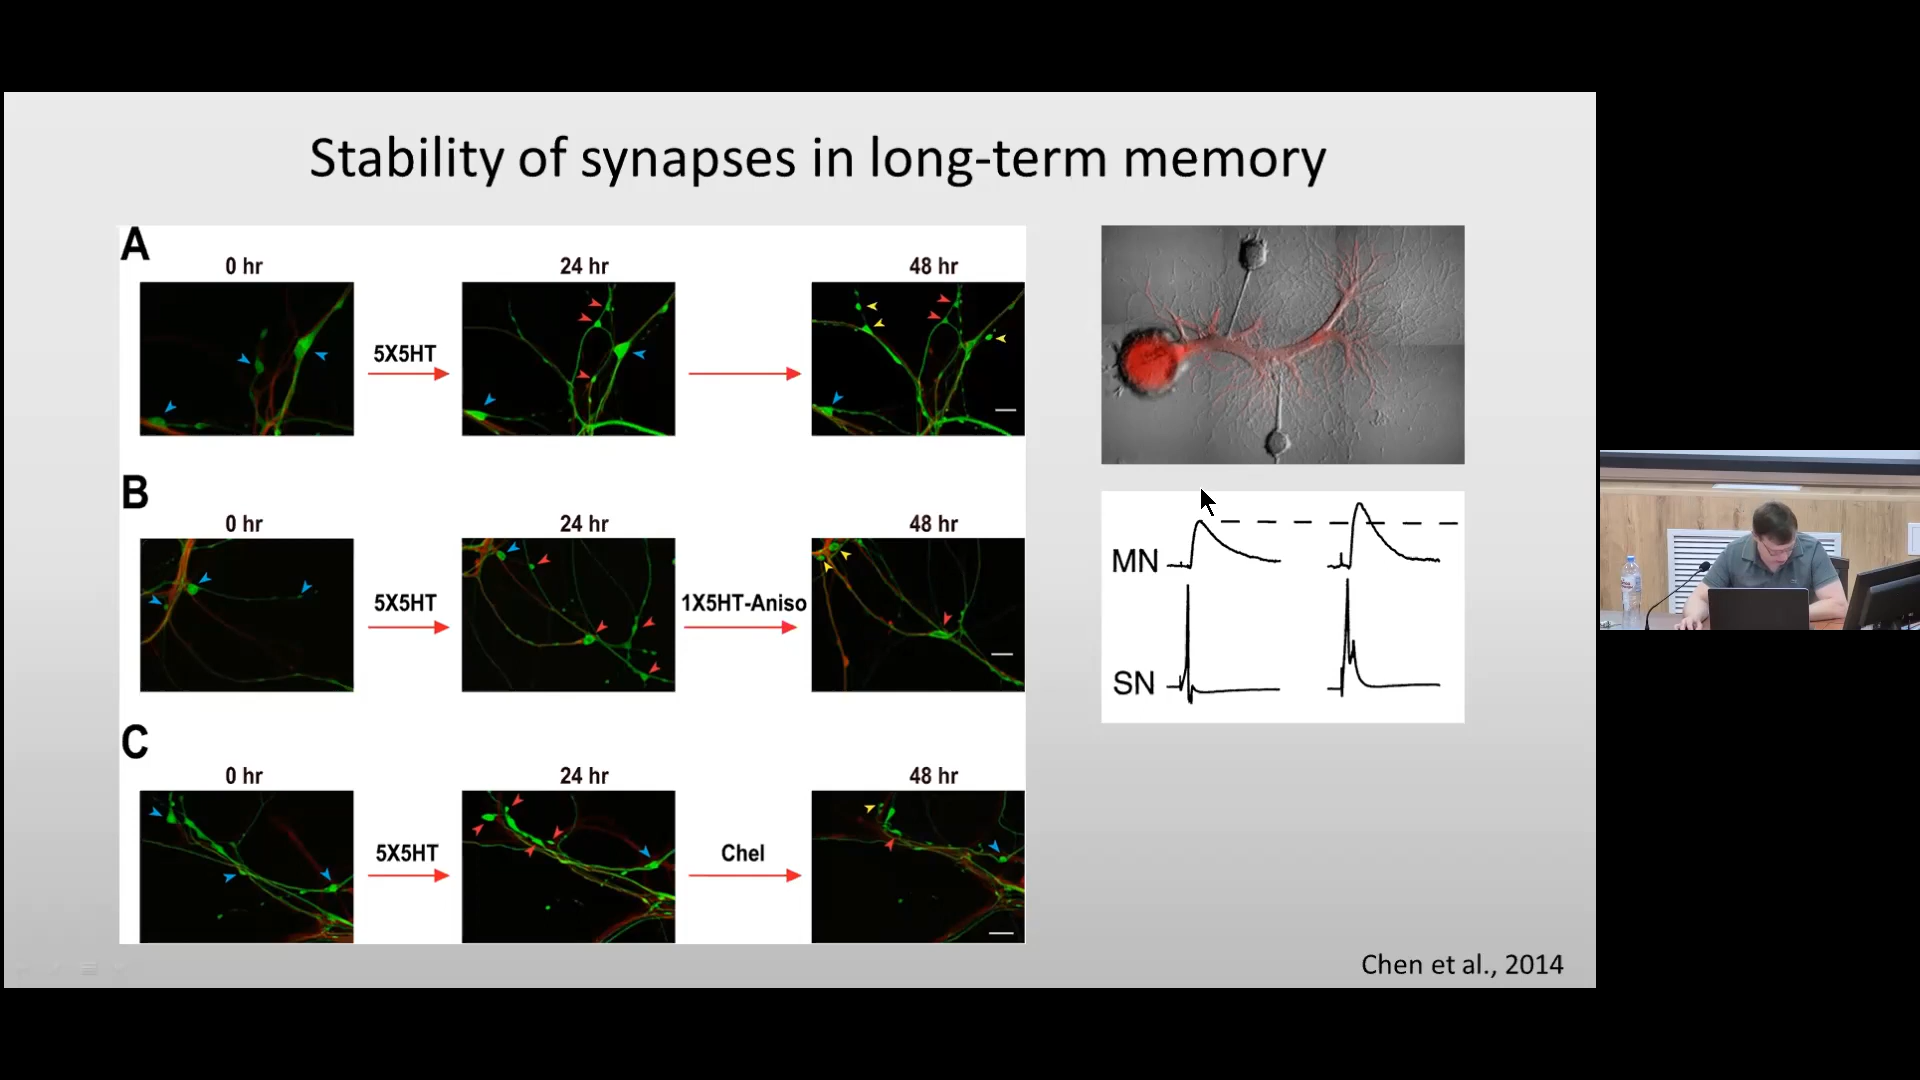 Stability of synapses in long-term memory
A
0 hr
24 hr
48 hr
5X5HT
B
0 hr
24 hr
48 hr
5X5HT
1X5HT-Aniso
C
0 hr
24 hr
48 hr
5X5HT
Chel
MN
SN
Chen et al., 2014